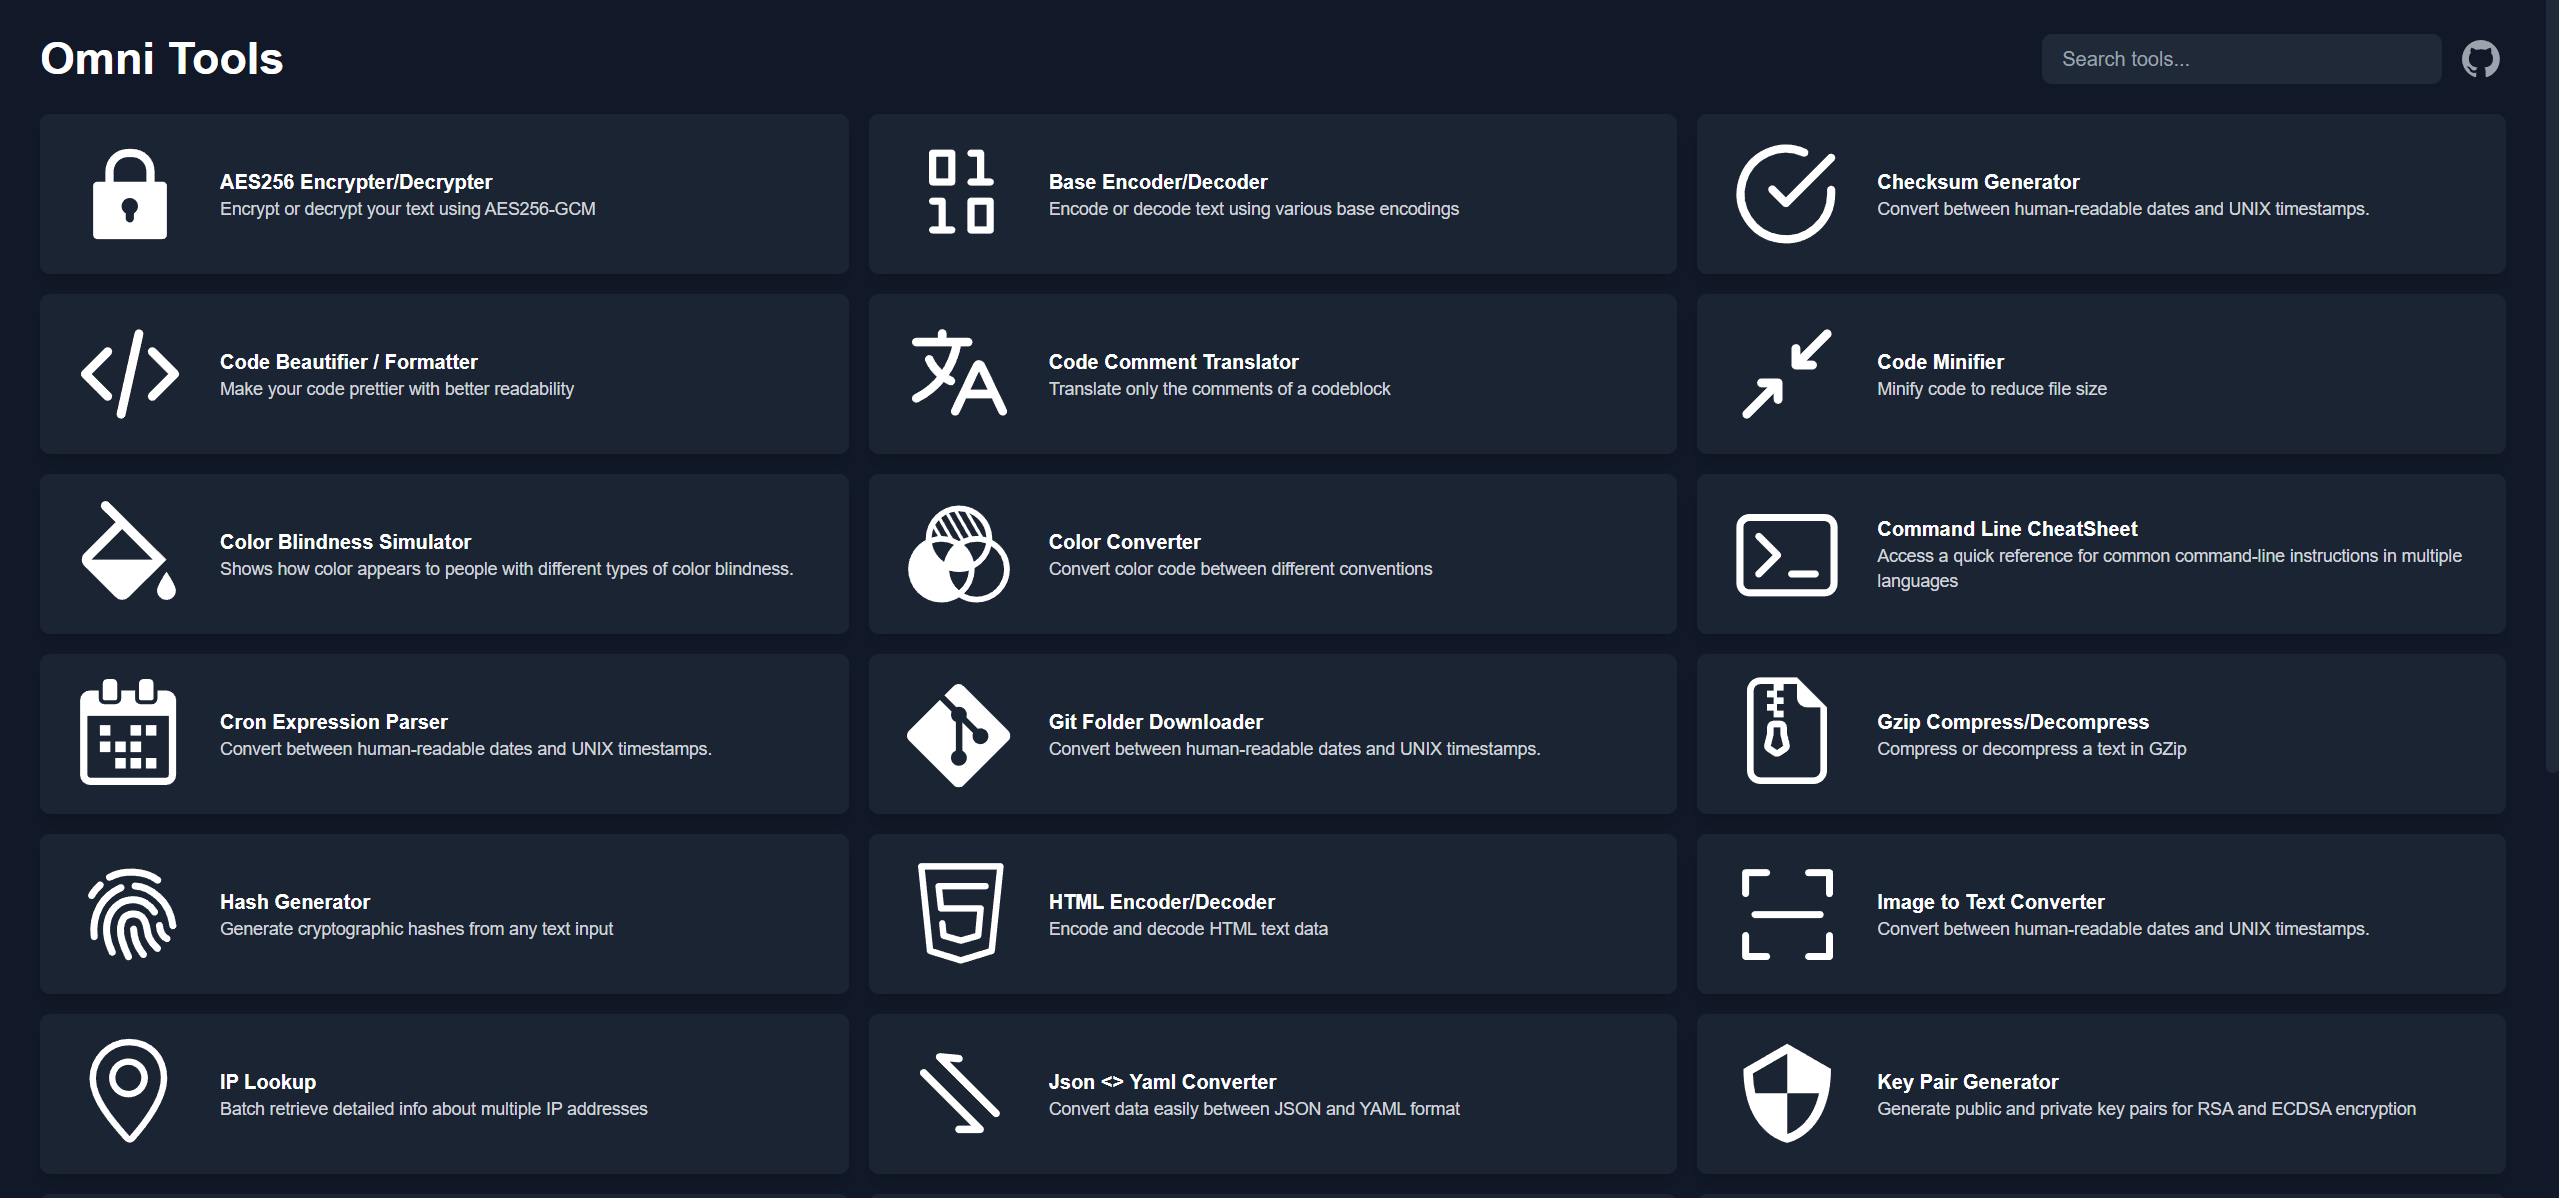 Omni Tools
Search tools...
AES256 Encrypter/Decrypter
Encrypt or decrypt your text using AES256-GCM
Base Encoder/Decoder
Encode or decode text using various base encodings
Checksum Generator
Convert between human-readable dates and UNIX timestamps.
Code Beautifier / Formatter
Make your code prettier with better readability
Code Comment Translator
Translate only the comments of a codeblock
Code Minifier
Minify code to reduce file size
Color Blindness Simulator
Shows how color appears to people with different types of color blindness.
Color Converter
Convert color code between different conventions
Command Line CheatSheet
Access a quick reference for common command-line instructions in multiple
languages
Cron Expression Parser
Convert between human-readable dates and UNIX timestamps.
Git Folder Downloader
Convert between human-readable dates and UNIX timestamps.
Gzip Compress/Decompress
Compress or decompress a text in GZip
Hash Generator
Generate cryptographic hashes from any text input
HTML Encoder/Decoder
Encode and decode HTML text data
Image to Text Converter
Convert between human-readable dates and UNIX timestamps.
IP Lookup
Batch retrieve detailed info about multiple IP addresses
Json <> Yaml Converter
Convert data easily between JSON and YAML format
Key Pair Generator
Generate public and private key pairs for RSA and ECDSA encryption